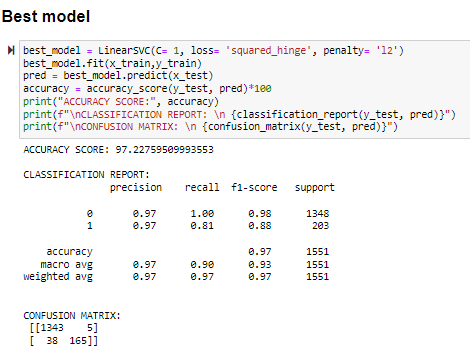 Best model
best_model = LinearSVC(C= 1, loss= 'squared_hinge', penalty= 'l2')
best_model.fit(x_train,y_train)
pred = best_model.predict(x_test)
accuracy = accuracy_score(y_test, pred)*100
print("ACCURACY SCORE:", accuracy)
print(f"\nCLASSIFICATION REPORT: \n {classification_report(y_test, pred)}")
print(f"\nCONFUSION MATRIX: \n {confusion_matrix(y_test, pred)}")
ACCURACY SCORE: 97.22759509993553
CLASSIFICATION REPORT:
precision recall f1-score support
0 0.97 1.00 0.98 1348
1 0.97 0.81 0.88 203
accuracy 0.97 1551
macro avg 0.97 0.90 0.93 1551
weighted avg 0.97 0.97 0.97 1551
CONFUSION MATRIX:
[[1343 5]
[ 38 165]]